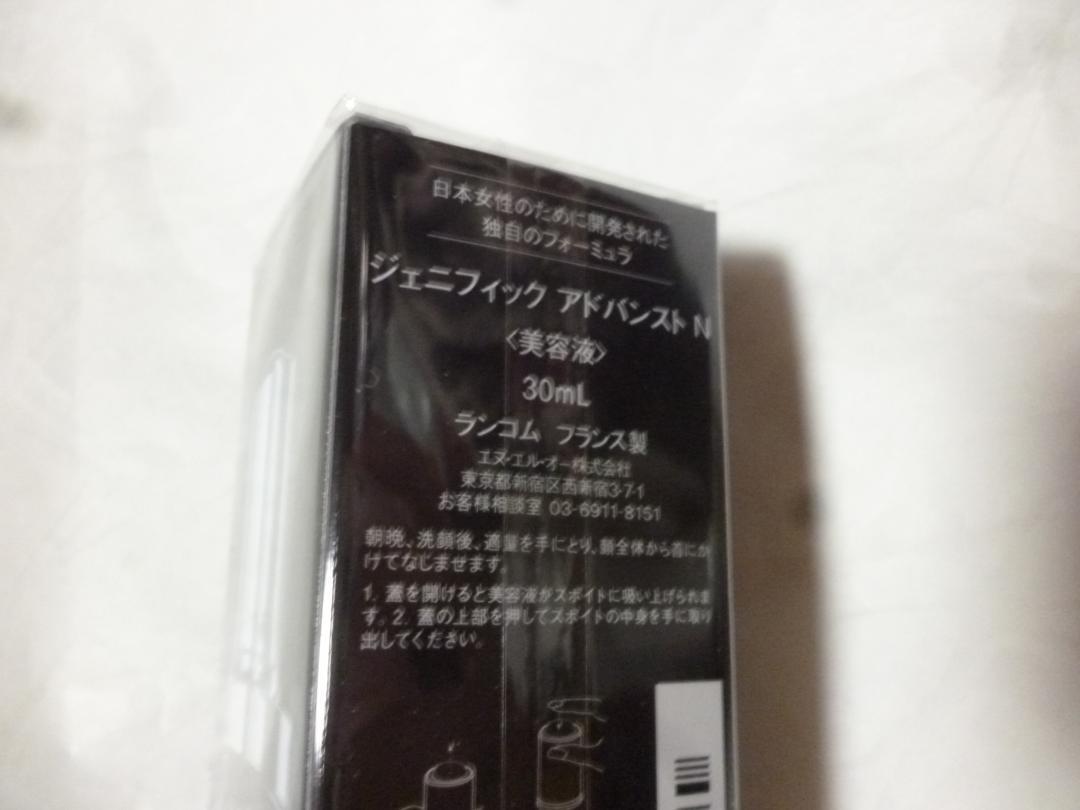 日本女性のために開発された
独自のフォーミュラ
ジェニフィック アドバンスト N
〈美容液〉
30mL
ランコム フランス製
エヌ・エル・オー株式会社
東京都新宿区西新宿3-7-1
お客様相談室 03-6911-8151
朝晩、洗顔後、適量を手にとり、顔全体から首にか
けてなじませます。
1. 蓋を開けると美容液がスポイトに吸い上げられま
す。2. 蓋の上部を押してスポイトの中身を手に取り
出してください。